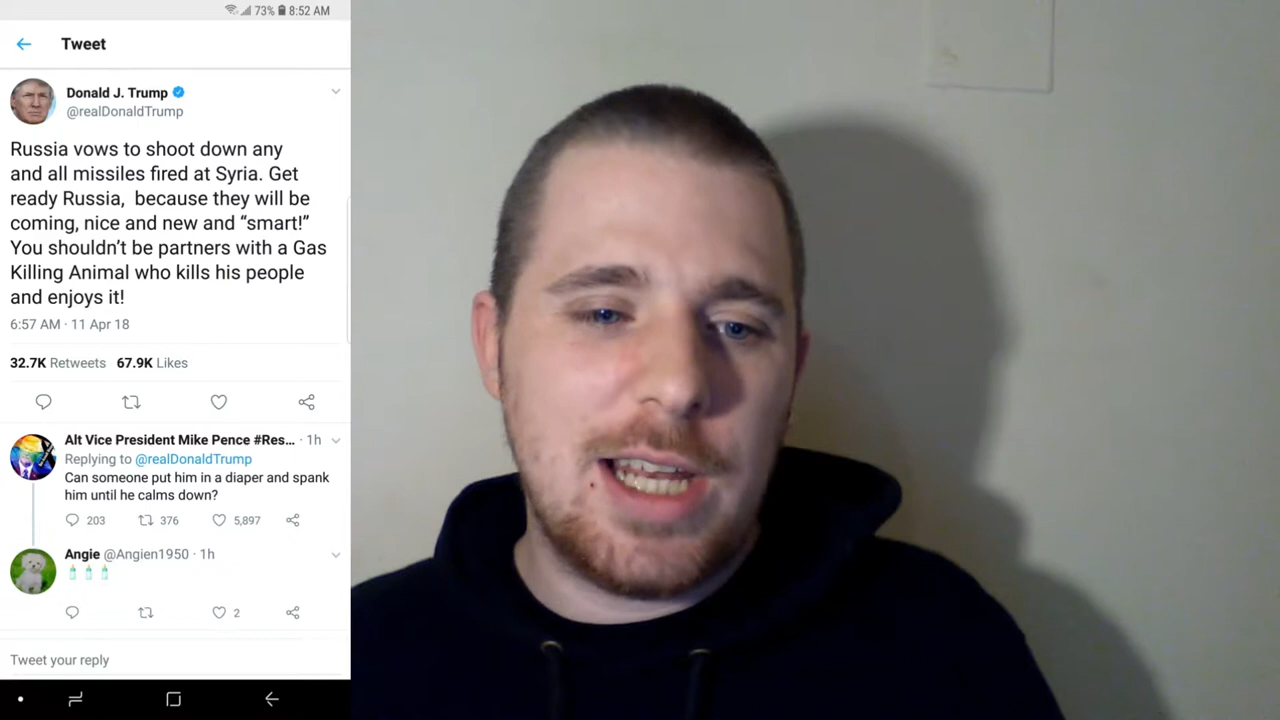 73% 8:52 AM
Tweet
Donald J. Trump
@realDonaldTrump
Russia vows to shoot down any
and all missiles fired at Syria. Get
ready Russia,  because they will be
coming, nice and new and “smart!”
You shouldn’t be partners with a Gas
Killing Animal who kills his people
and enjoys it!
6:57 AM · 11 Apr 18
32.7K Retweets 67.9K Likes
Alt Vice President Mike Pence #Res... · 1h
Replying to @realDonaldTrump
Can someone put him in a diaper and spank
him until he calms down?
203 376 5,897
Angie @Angien1950 · 1h
2
Tweet your reply